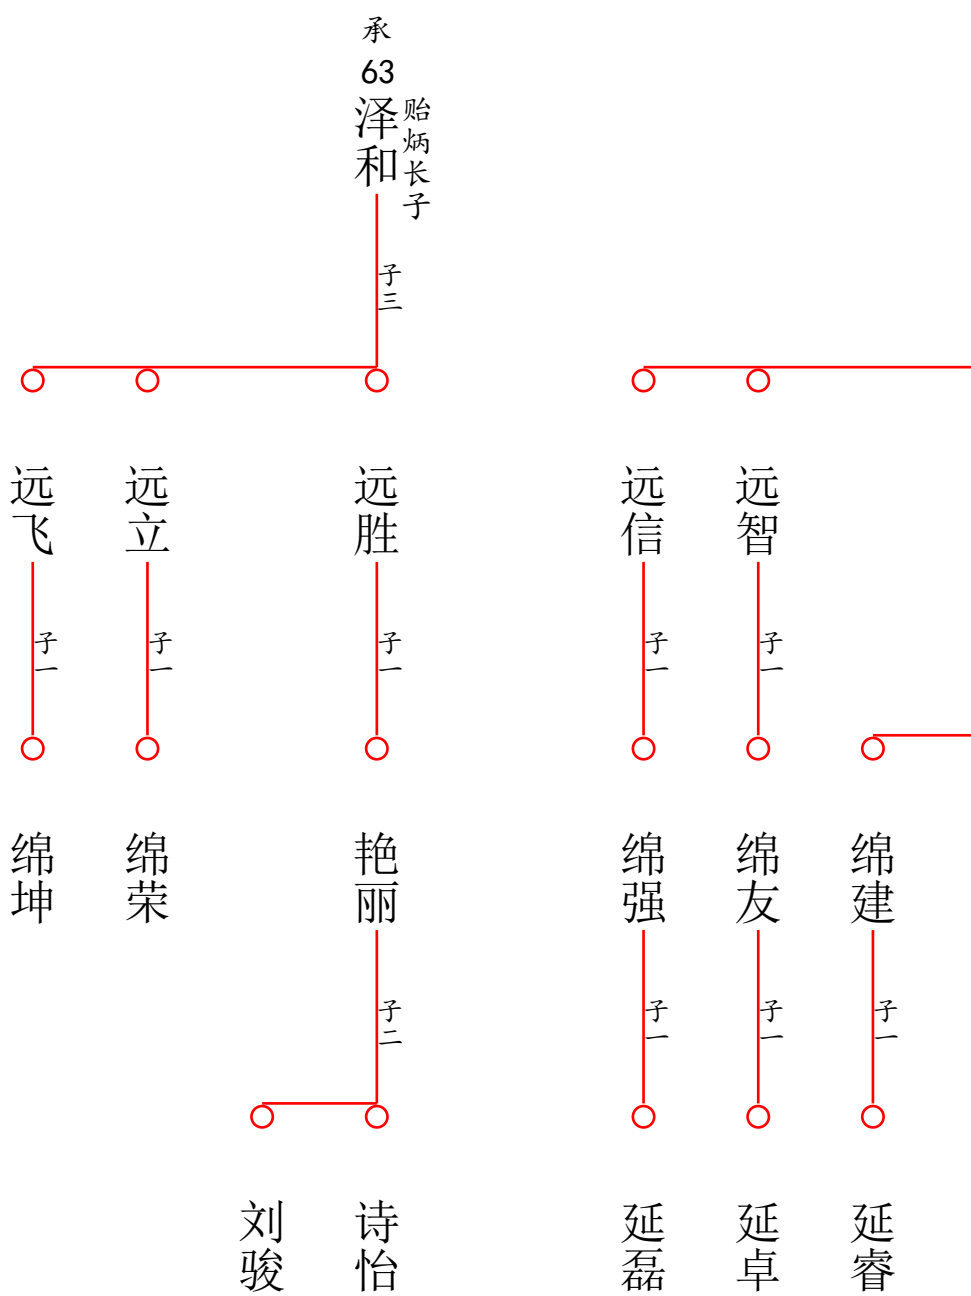 承
63
泽和
贻炳长子
子三
远胜
远立
远飞
子一
子一
子一
艳丽
绵荣
绵坤
子二
诗怡
刘骏
远智
远信
子一
子一
绵建
绵友
绵强
子一
子一
子一
延睿
延卓
延磊